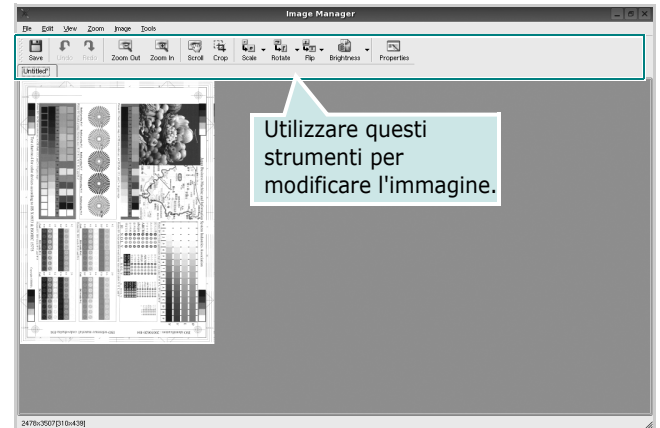 Image Manager
File Edit View Zoom Image Tools
Save Undo Redo Zoom Out Zoom In Scroll Crop Scale Rotate Flip Brightness Properties
Untitled*
Utilizzare questi
strumenti per
modificare l'immagine.
2478x3507[310x439]